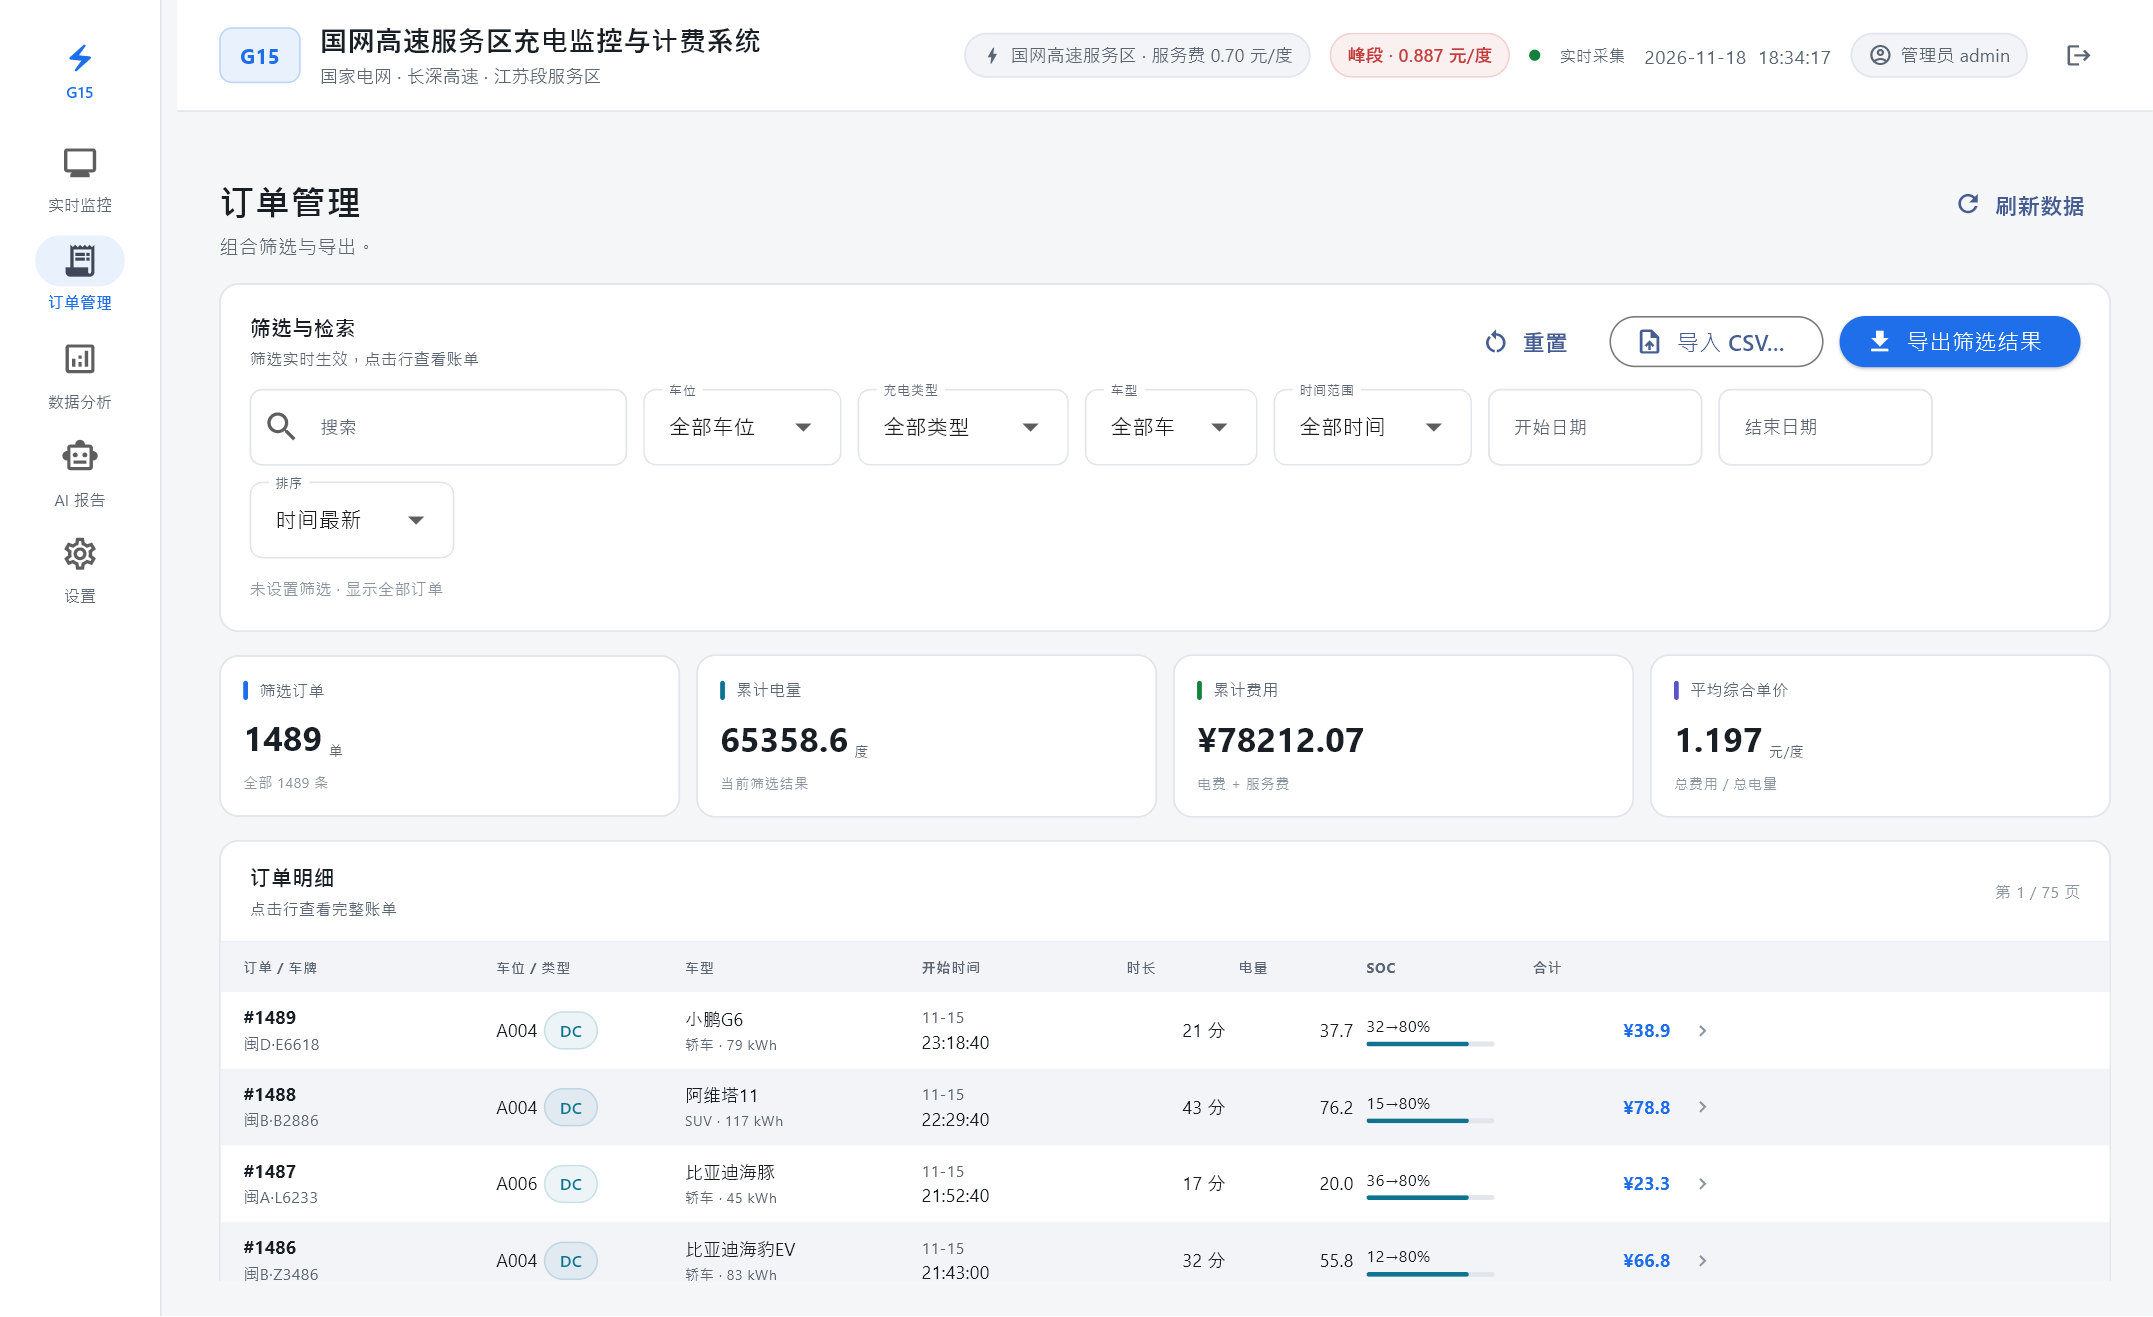 G15
实时监控
订单管理
数据分析
AI 报告
设置
G15
国网高速服务区充电监控与计费系统
国家电网 · 长深高速 · 江苏段服务区
国网高速服务区 · 服务费 0.70 元/度
峰段 · 0.887 元/度
实时采集
2026-11-18 18:34:17
管理员 admin
订单管理
组合筛选与导出。
刷新数据
筛选与检索
筛选实时生效，点击行查看账单
重置
导入 CSV...
导出筛选结果
搜索
车位
全部车位
充电类型
全部类型
车型
全部车
时间范围
全部时间
开始日期
结束日期
排序
时间最新
未设置筛选 · 显示全部订单
筛选订单
1489 单
全部 1489 条
累计电量
65358.6 度
当前筛选结果
累计费用
¥78212.07
电费 + 服务费
平均综合单价
1.197 元/度
总费用 / 总电量
订单明细
点击行查看完整账单
第 1 / 75 页
订单 / 车牌 车位 / 类型 车型 开始时间 时长 电量 SOC 合计
#1489
闽D·E6618
A004 DC
小鹏G6
轿车 · 79 kWh
11-15
23:18:40
21 分
37.7
32→80%
¥38.9
#1488
闽B·B2886
A004 DC
阿维塔11
SUV · 117 kWh
11-15
22:29:40
43 分
76.2
15→80%
¥78.8
#1487
闽A·L6233
A006 DC
比亚迪海豚
轿车 · 45 kWh
11-15
21:52:40
17 分
20.0
36→80%
¥23.3
#1486
闽B·Z3486
A004 DC
比亚迪海豹EV
轿车 · 83 kWh
11-15
21:43:00
32 分
55.8
12→80%
¥66.8